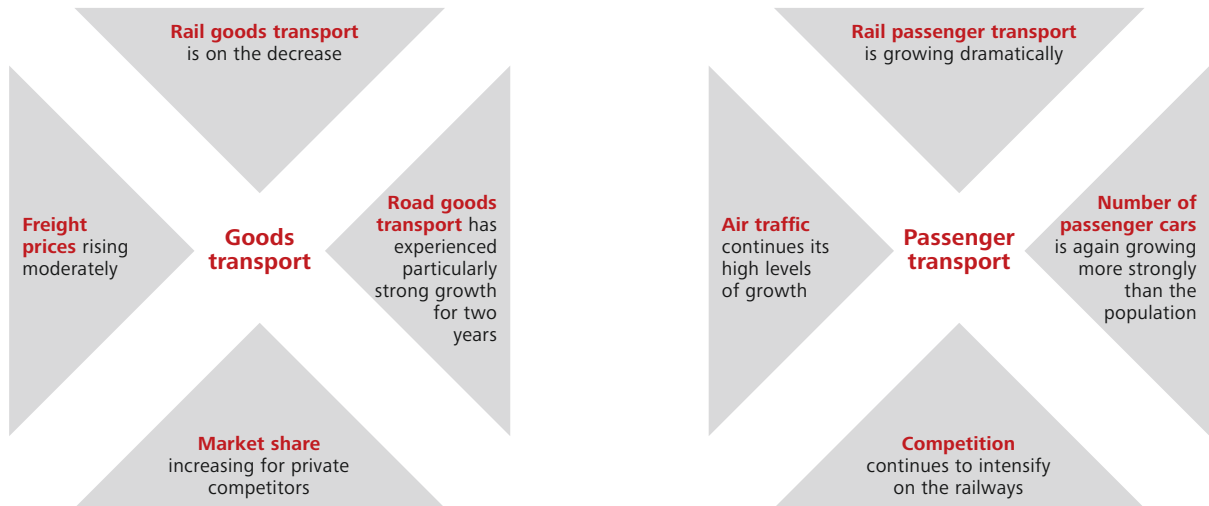 Rail goods transport
is on the decrease
Freight
prices rising
moderately
Goods
transport
Road goods
transport has
experienced
particularly
strong growth
for two
years
Market share
increasing for private
competitors
Rail passenger transport
is growing dramatically
Air traffic
continues its
high levels
of growth
Passenger
transport
Number of
passenger cars
is again growing
more strongly
than the
population
Competition
continues to intensify
on the railways